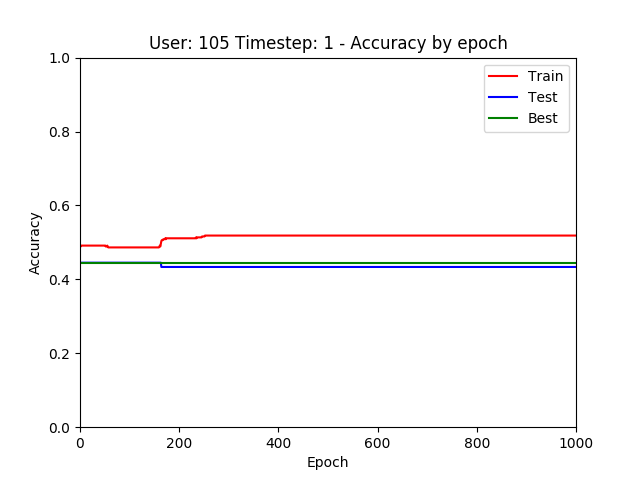 User: 105 Timestep: 1 - Accuracy by epoch
1.0
0.8
0.6
0.4
0.2
0.0
Accuracy
Train
Test
Best
0 200 400 600 800 1000
Epoch